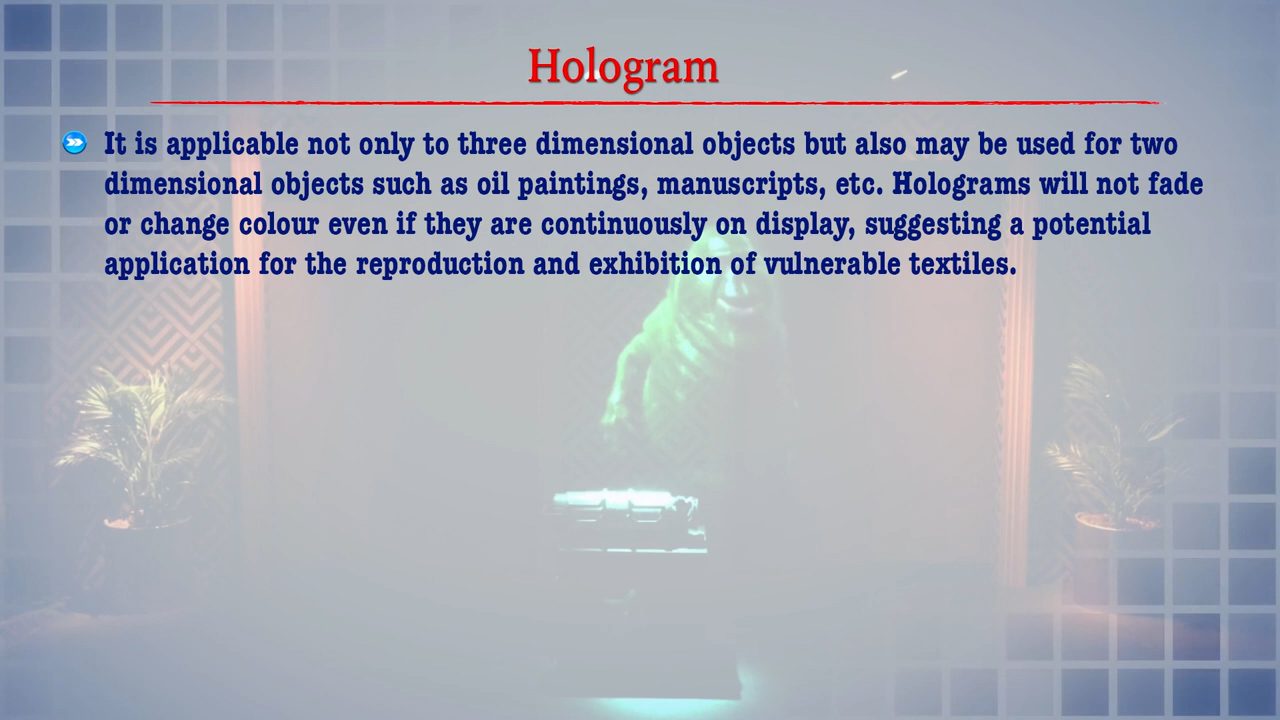 Hologram
It is applicable not only to three dimensional objects but also may be used for two
dimensional objects such as oil paintings, manuscripts, etc. Holograms will not fade
or change colour even if they are continuously on display, suggesting a potential
application for the reproduction and exhibition of vulnerable textiles.